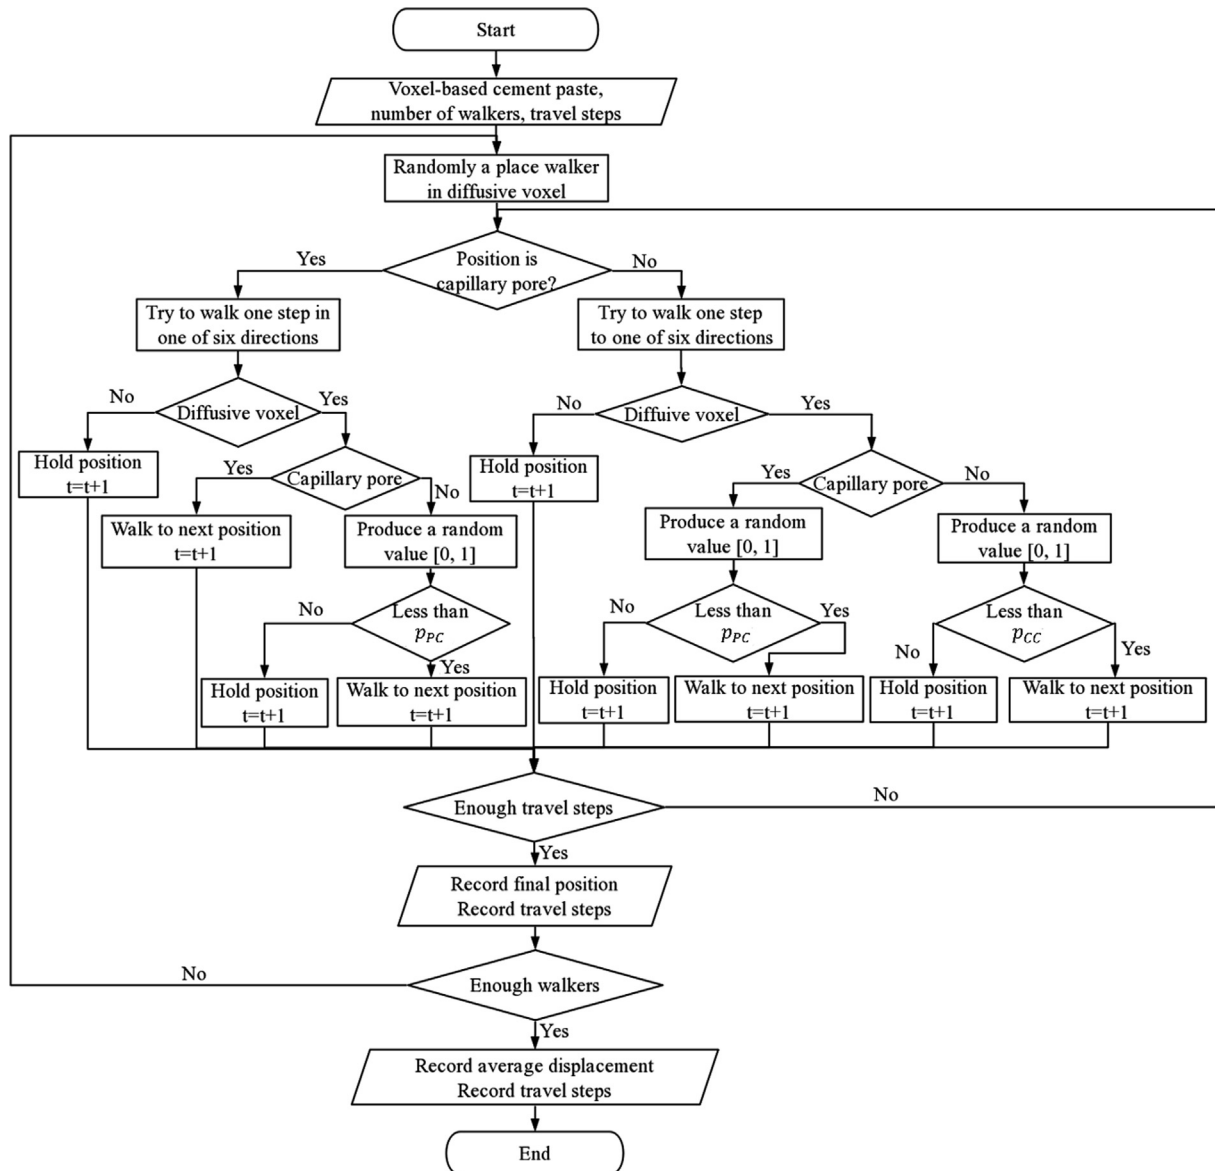 Start
Voxel-based cement paste,
number of walkers, travel steps
Randomly a place walker
in diffusive voxel
Position is
capillary pore?
Yes
No
Try to walk one step in
one of six directions
Try to walk one step
to one of six directions
Diffusive voxel
No
Yes
Diffuive voxel
No
Yes
Hold position
t=t+1
Capillary pore
Yes
No
Hold position
t=t+1
Capillary pore
Yes
No
Walk to next position
t=t+1
Produce a random
value [0, 1]
Produce a random
value [0, 1]
Produce a random
value [0, 1]
Less than
p_PC
No
Yes
Less than
p_PC
No
Yes
Less than
p_CC
No
Yes
Hold position
t=t+1
Walk to next position
t=t+1
Hold position
t=t+1
Walk to next position
t=t+1
Hold position
t=t+1
Walk to next position
t=t+1
Enough travel steps
No
Yes
Record final position
Record travel steps
Enough walkers
No
Yes
Record average displacement
Record travel steps
End